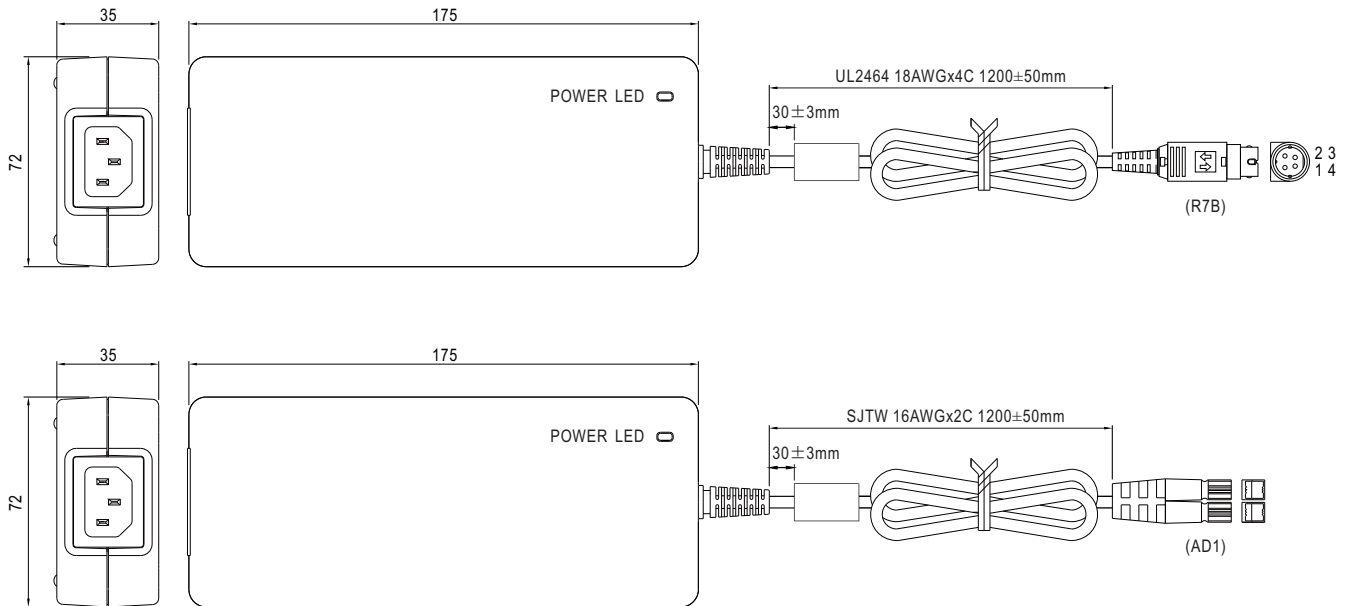 35
175
UL2464 18AWGx4C 1200±50mm
POWER LED
30±3mm
72
2 3
1 4
(R7B)
35
175
SJTW 16AWGx2C 1200±50mm
POWER LED
30±3mm
72
(AD1)